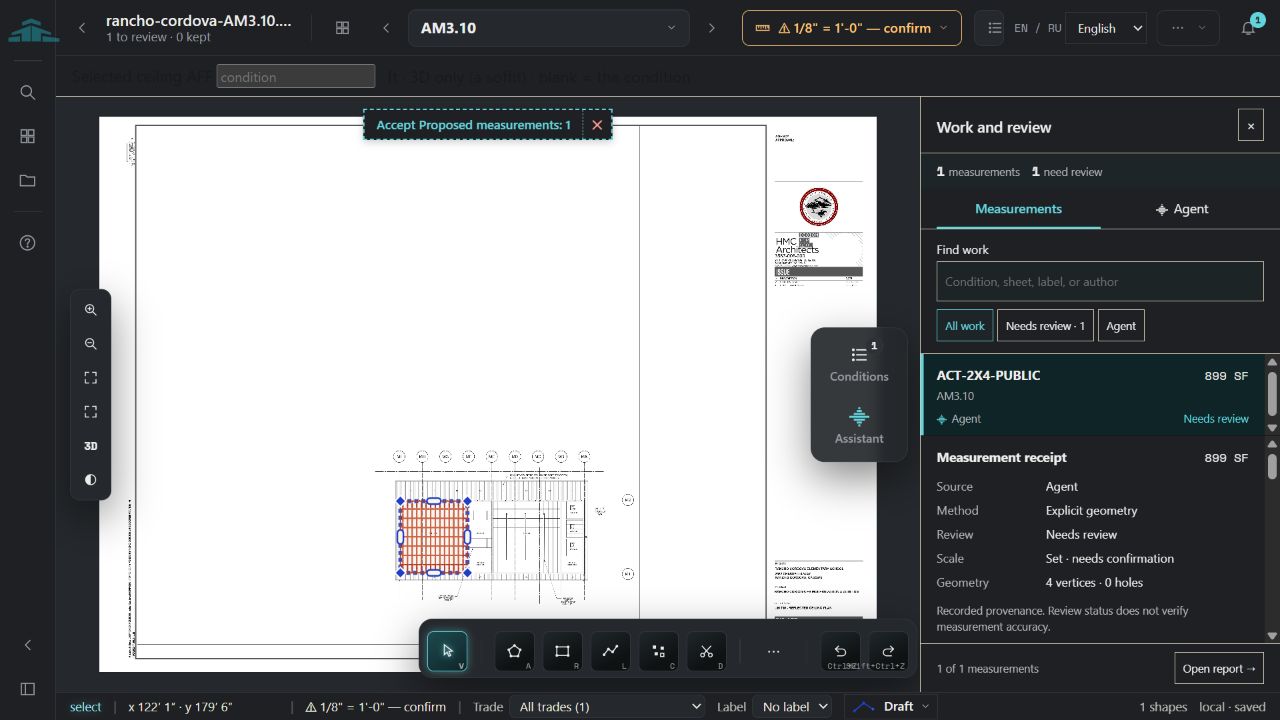 rancho-cordova-AM3.10....
1 to review · 0 kept
AM3.10
⚠ 1/8" = 1'-0" — confirm
EN / RU
English
1
Selected ceiling AFF
condition
ft · 3D only (a soffit) · blank = the condition
Accept Proposed measurements: 1
HMC
Architects
ISSUE
3D
1
Conditions
Assistant
V
A
R
L
C
D
Work and review
1 measurements 1 need review
Measurements
Agent
Find work
Condition, sheet, label, or author
All work
Needs review · 1
Agent
ACT-2X4-PUBLIC 899 SF
AM3.10
Agent Needs review
Measurement receipt 899 SF
Source Agent
Method Explicit geometry
Review Needs review
Scale Set · needs confirmation
Geometry 4 vertices · 0 holes
Recorded provenance. Review status does not verify
measurement accuracy.
1 of 1 measurements
Open report →
select
x 122' 1" · y 179' 6"
⚠ 1/8" = 1'-0" — confirm
Trade All trades (1)
Label No label
Draft
1 shapes
local · saved